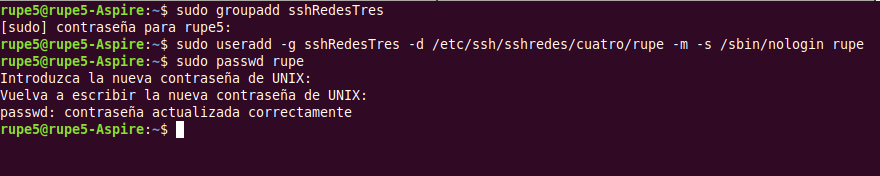 rupe5@rupe5-Aspire:~$ sudo groupadd sshRedesTres
[sudo] contraseña para rupe5:
rupe5@rupe5-Aspire:~$ sudo useradd -g sshRedesTres -d /etc/ssh/sshredes/cuatro/rupe -m -s /sbin/nologin rupe
rupe5@rupe5-Aspire:~$ sudo passwd rupe
Introduzca la nueva contraseña de UNIX:
Vuelva a escribir la nueva contraseña de UNIX:
passwd: contraseña actualizada correctamente
rupe5@rupe5-Aspire:~$